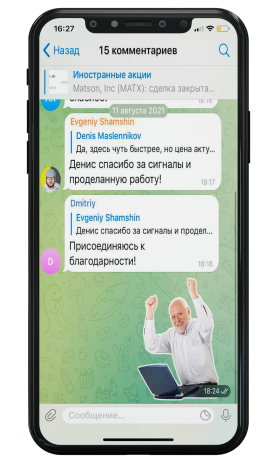 16:27
Назад
15 комментариев
Иностранные акции
Matson, Inc (MATX): сделка закрыта...
18:16
11 августа 2021
Evgeniy Shamshin
Denis Maslennikov
Да, здесь чуть быстрее, но цена акту...
Денис спасибо за сигналы и
проделанную работу!
18:17
Dmitriy
Evgeniy Shamshin
Денис спасибо за сигналы и продел...
Присоединяюсь к
благодарности!
18:18
D
18:24
Сообщение...